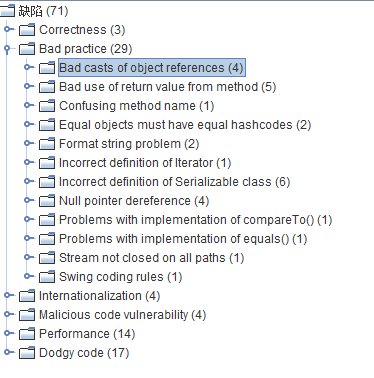 缺陷 (71)
Correctness (3)
Bad practice (29)
Bad casts of object references (4)
Bad use of return value from method (5)
Confusing method name (1)
Equal objects must have equal hashcodes (2)
Format string problem (2)
Incorrect definition of Iterator (1)
Incorrect definition of Serializable class (6)
Null pointer dereference (4)
Problems with implementation of compareTo() (1)
Problems with implementation of equals() (1)
Stream not closed on all paths (1)
Swing coding rules (1)
Internationalization (4)
Malicious code vulnerability (4)
Performance (14)
Dodgy code (17)